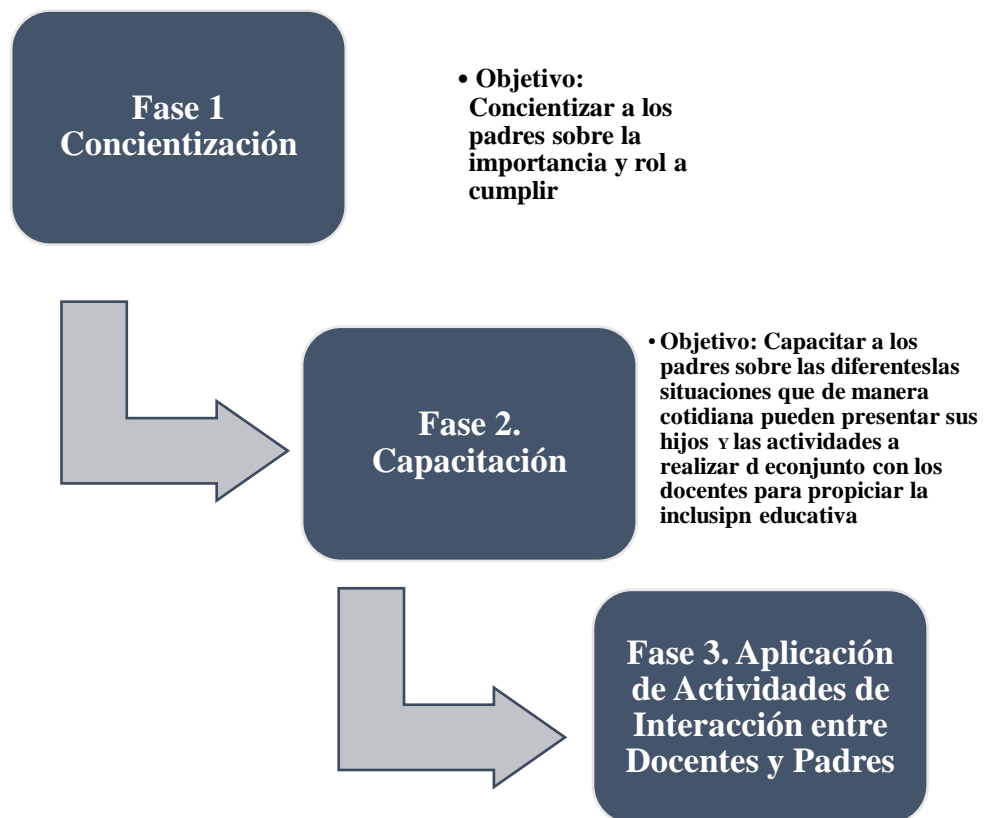 Fase 1
Concientización
• Objetivo:
Concientizar a los
padres sobre la
importancia y rol a
cumplir
Fase 2.
Capacitación
• Objetivo: Capacitar a los
padres sobre las diferenteslas
situaciones que de manera
cotidiana pueden presentar sus
hijos Y las actividades a
realizar d econjunto con los
docentes para propiciar la
inclusipn educativa
Fase 3. Aplicación
de Actividades de
Interacción entre
Docentes y Padres